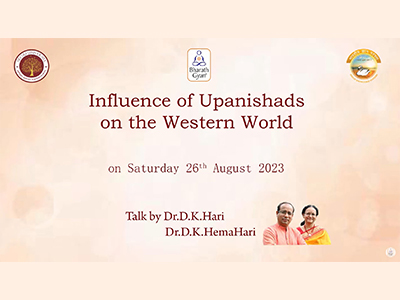 Bharath
Gyan
Influence of Upanishads
on the Western World
on Saturday 26th August 2023
Talk by Dr.D.K.Hari
Dr.D.K.HemaHari